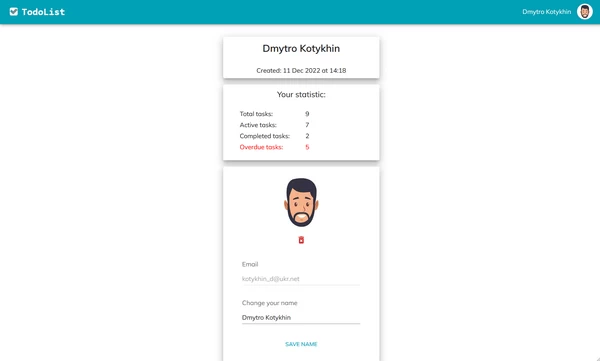 TodoList
Dmytro Kotykhin
Dmytro Kotykhin
Created: 11 Dec 2022 at 14:18
Your statistic:
Total tasks: 9
Active tasks: 7
Completed tasks: 2
Overdue tasks: 5
Email
kotykhin_d@ukr.net
Change your name
Dmytro Kotykhin
SAVE NAME